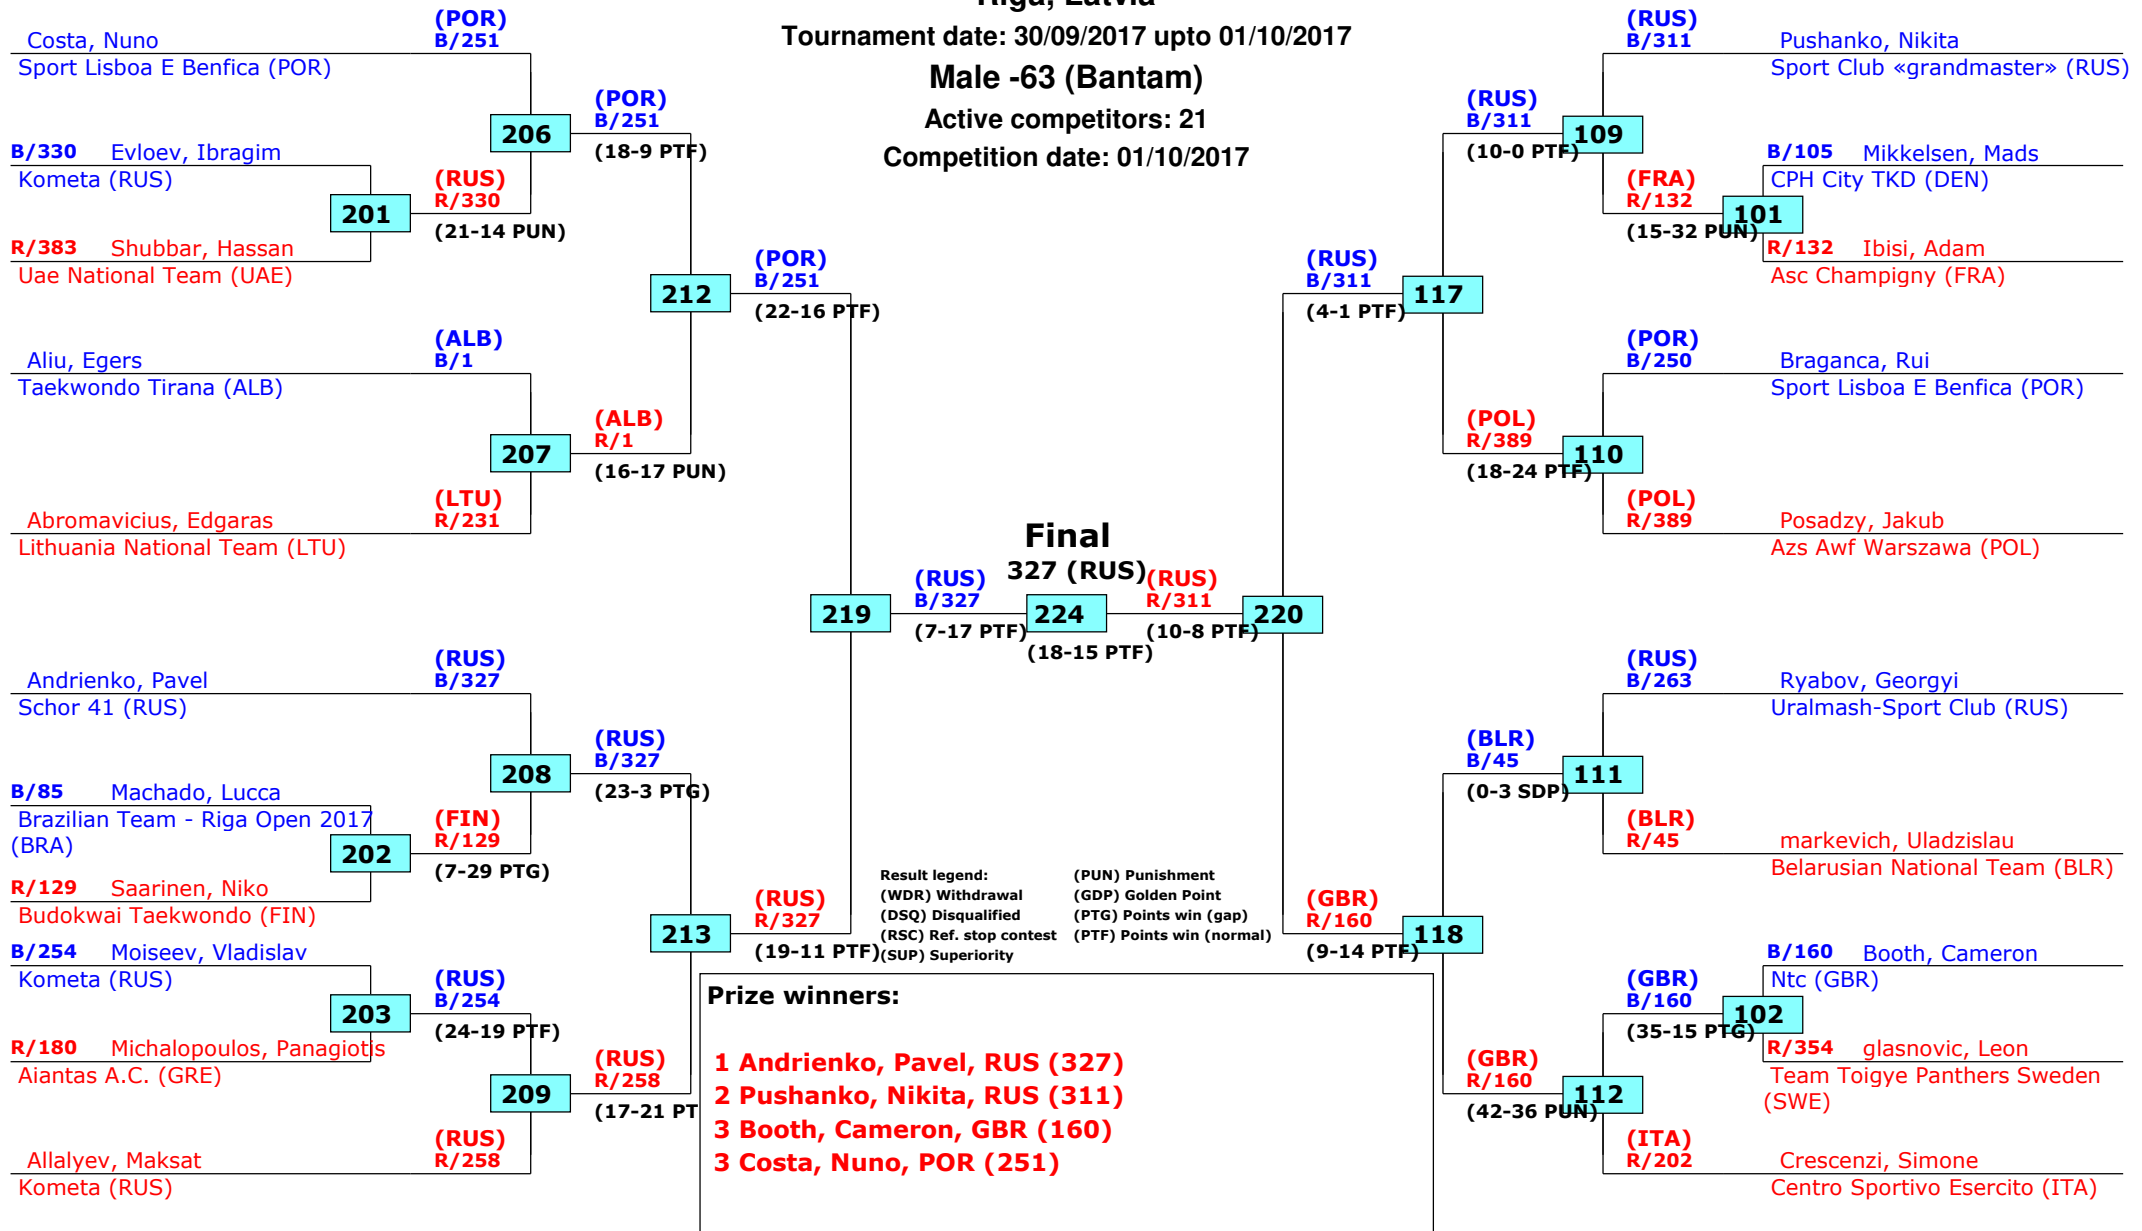 Riga, Latvia
Tournament date: 30/09/2017 upto 01/10/2017
Male -63 (Bantam)
Active competitors: 21
Competition date: 01/10/2017
Costa, Nuno
Sport Lisboa E Benfica (POR)
(POR)
B/251
B/330 Evloev, Ibragim
Kometa (RUS)
R/383 Shubbar, Hassan
Uae National Team (UAE)
201
(RUS)
R/330
(21-14 PUN)
206
(POR)
B/251
(18-9 PTF)
Aliu, Egers
Taekwondo Tirana (ALB)
(ALB)
B/1
Abromavicius, Edgaras
Lithuania National Team (LTU)
(LTU)
R/231
207
(ALB)
R/1
(16-17 PUN)
212
(POR)
B/251
(22-16 PTF)
Andrienko, Pavel
Schor 41 (RUS)
(RUS)
B/327
B/85 Machado, Lucca
Brazilian Team - Riga Open 2017
(BRA)
R/129 Saarinen, Niko
Budokwai Taekwondo (FIN)
202
(FIN)
R/129
(7-29 PTG)
208
(RUS)
B/327
(23-3 PTG)
B/254 Moiseev, Vladislav
Kometa (RUS)
R/180 Michalopoulos, Panagiotis
Aiantas A.C. (GRE)
203
(RUS)
B/254
(24-19 PTF)
Allalyev, Maksat
Kometa (RUS)
(RUS)
R/258
209
(RUS)
R/258
(17-21 PT
213
(RUS)
R/327
(19-11 PTF)
219
(RUS)
B/327
(7-17 PTF)
Final
327 (RUS)
224
(18-15 PTF)
(RUS)
R/311
(10-8 PTF)
220
(RUS)
B/311
Pushanko, Nikita
Sport Club «grandmaster» (RUS)
B/105 Mikkelsen, Mads
CPH City TKD (DEN)
R/132 Ibisi, Adam
Asc Champigny (FRA)
101
(FRA)
R/132
(15-32 PUN)
109
(RUS)
B/311
(10-0 PTF)
(POR)
B/250
Braganca, Rui
Sport Lisboa E Benfica (POR)
(POL)
R/389
Posadzy, Jakub
Azs Awf Warszawa (POL)
110
(POL)
R/389
(18-24 PTF)
117
(RUS)
B/311
(4-1 PTF)
(RUS)
B/263
Ryabov, Georgyi
Uralmash-Sport Club (RUS)
(BLR)
R/45
markevich, Uladzislau
Belarusian National Team (BLR)
111
(BLR)
B/45
(0-3 SDP)
B/160 Booth, Cameron
Ntc (GBR)
R/354 glasnovic, Leon
Team Toigye Panthers Sweden
(SWE)
102
(GBR)
B/160
(35-15 PTG)
(ITA)
R/202
Crescenzi, Simone
Centro Sportivo Esercito (ITA)
112
(GBR)
R/160
(42-36 PUN)
118
(GBR)
R/160
(9-14 PTF)
Result legend:
(WDR) Withdrawal
(DSQ) Disqualified
(RSC) Ref. stop contest
(SUP) Superiority
(PUN) Punishment
(GDP) Golden Point
(PTG) Points win (gap)
(PTF) Points win (normal)
Prize winners:
1 Andrienko, Pavel, RUS (327)
2 Pushanko, Nikita, RUS (311)
3 Booth, Cameron, GBR (160)
3 Costa, Nuno, POR (251)